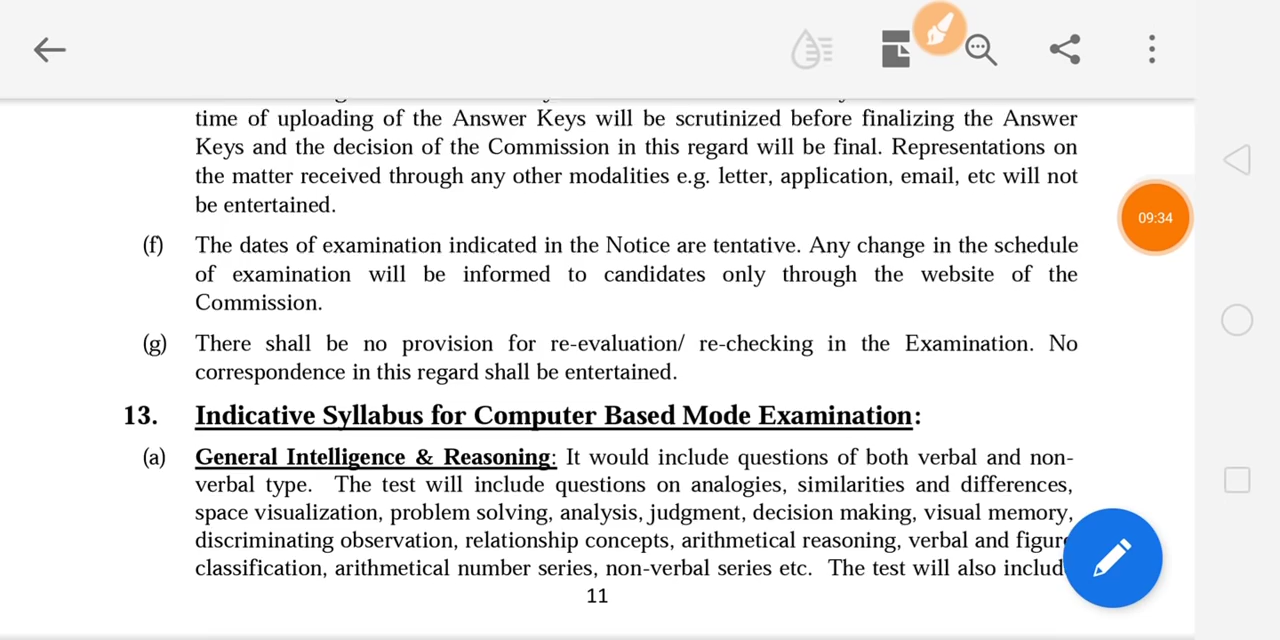 time of uploading of the Answer Keys will be scrutinized before finalizing the Answer
Keys and the decision of the Commission in this regard will be final. Representations on
the matter received through any other modalities e.g. letter, application, email, etc will not
be entertained.
09:34
(f) The dates of examination indicated in the Notice are tentative. Any change in the schedule
of examination will be informed to candidates only through the website of the
Commission.
(g) There shall be no provision for re-evaluation/ re-checking in the Examination. No
correspondence in this regard shall be entertained.
13. Indicative Syllabus for Computer Based Mode Examination:
(a) General Intelligence & Reasoning: It would include questions of both verbal and non-
verbal type. The test will include questions on analogies, similarities and differences,
space visualization, problem solving, analysis, judgment, decision making, visual memory,
discriminating observation, relationship concepts, arithmetical reasoning, verbal and figur
classification, arithmetical number series, non-verbal series etc. The test will also includ
11